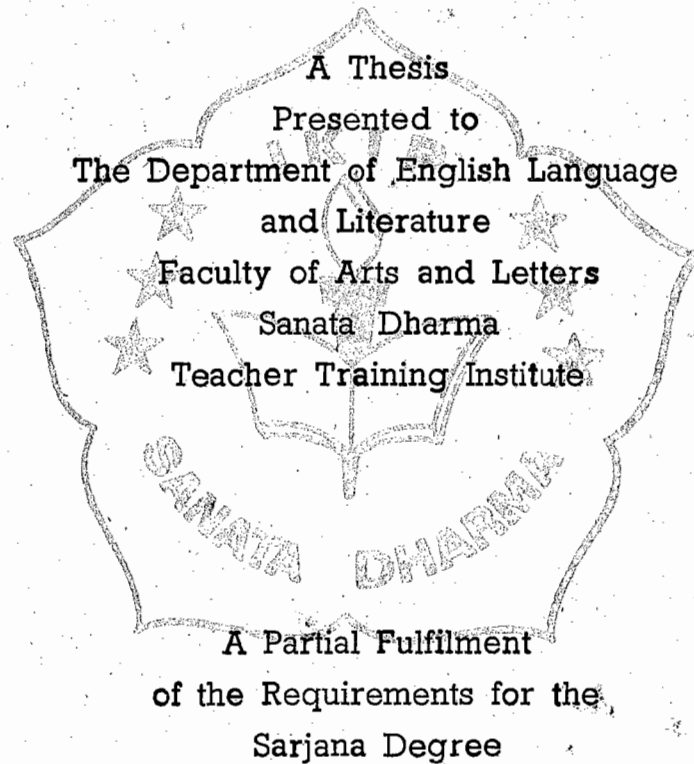 A Thesis
Presented to
IKIP
The Department of English Language
and Literature
Faculty of Arts and Letters
Sanata Dharma
Teacher Training Institute
SANATA DHARMA
A Partial Fulfilment
of the Requirements for the
Sarjana Degree